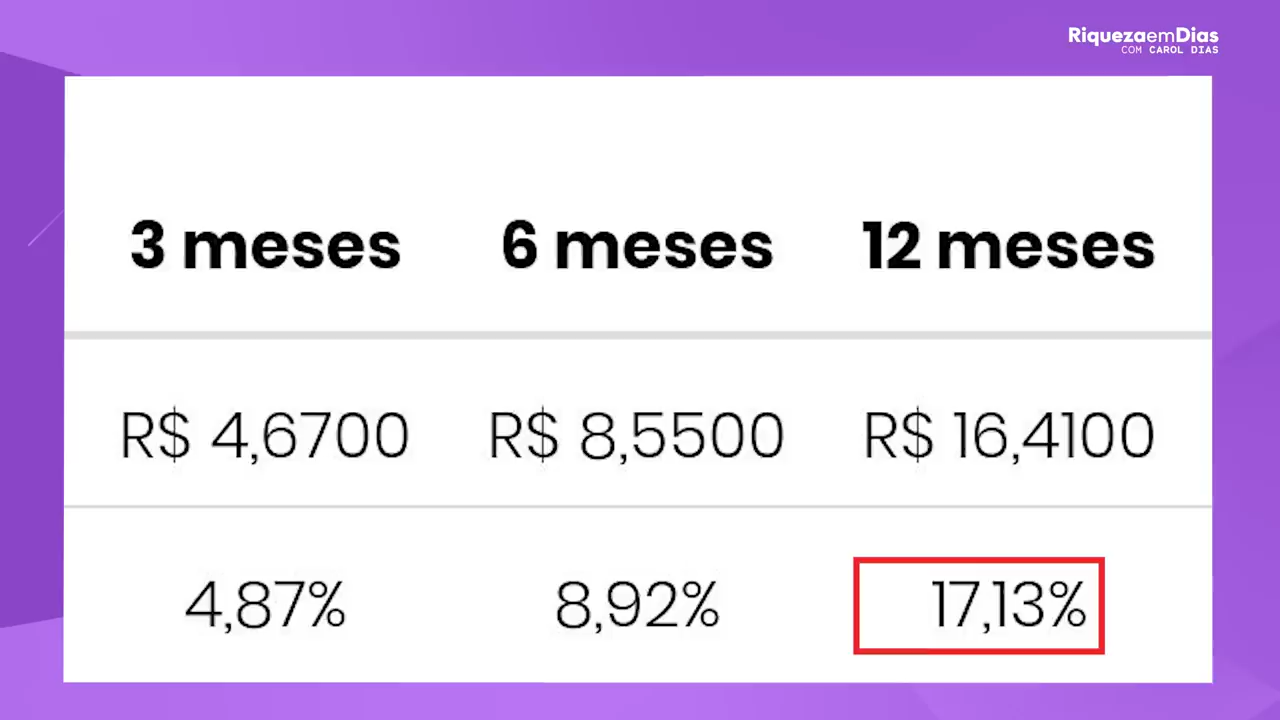 RiquezaemDias
COM CAROL DIAS
3 meses 6 meses 12 meses
R$ 4,6700 R$ 8,5500 R$ 16,4100
4,87% 8,92% 17,13%